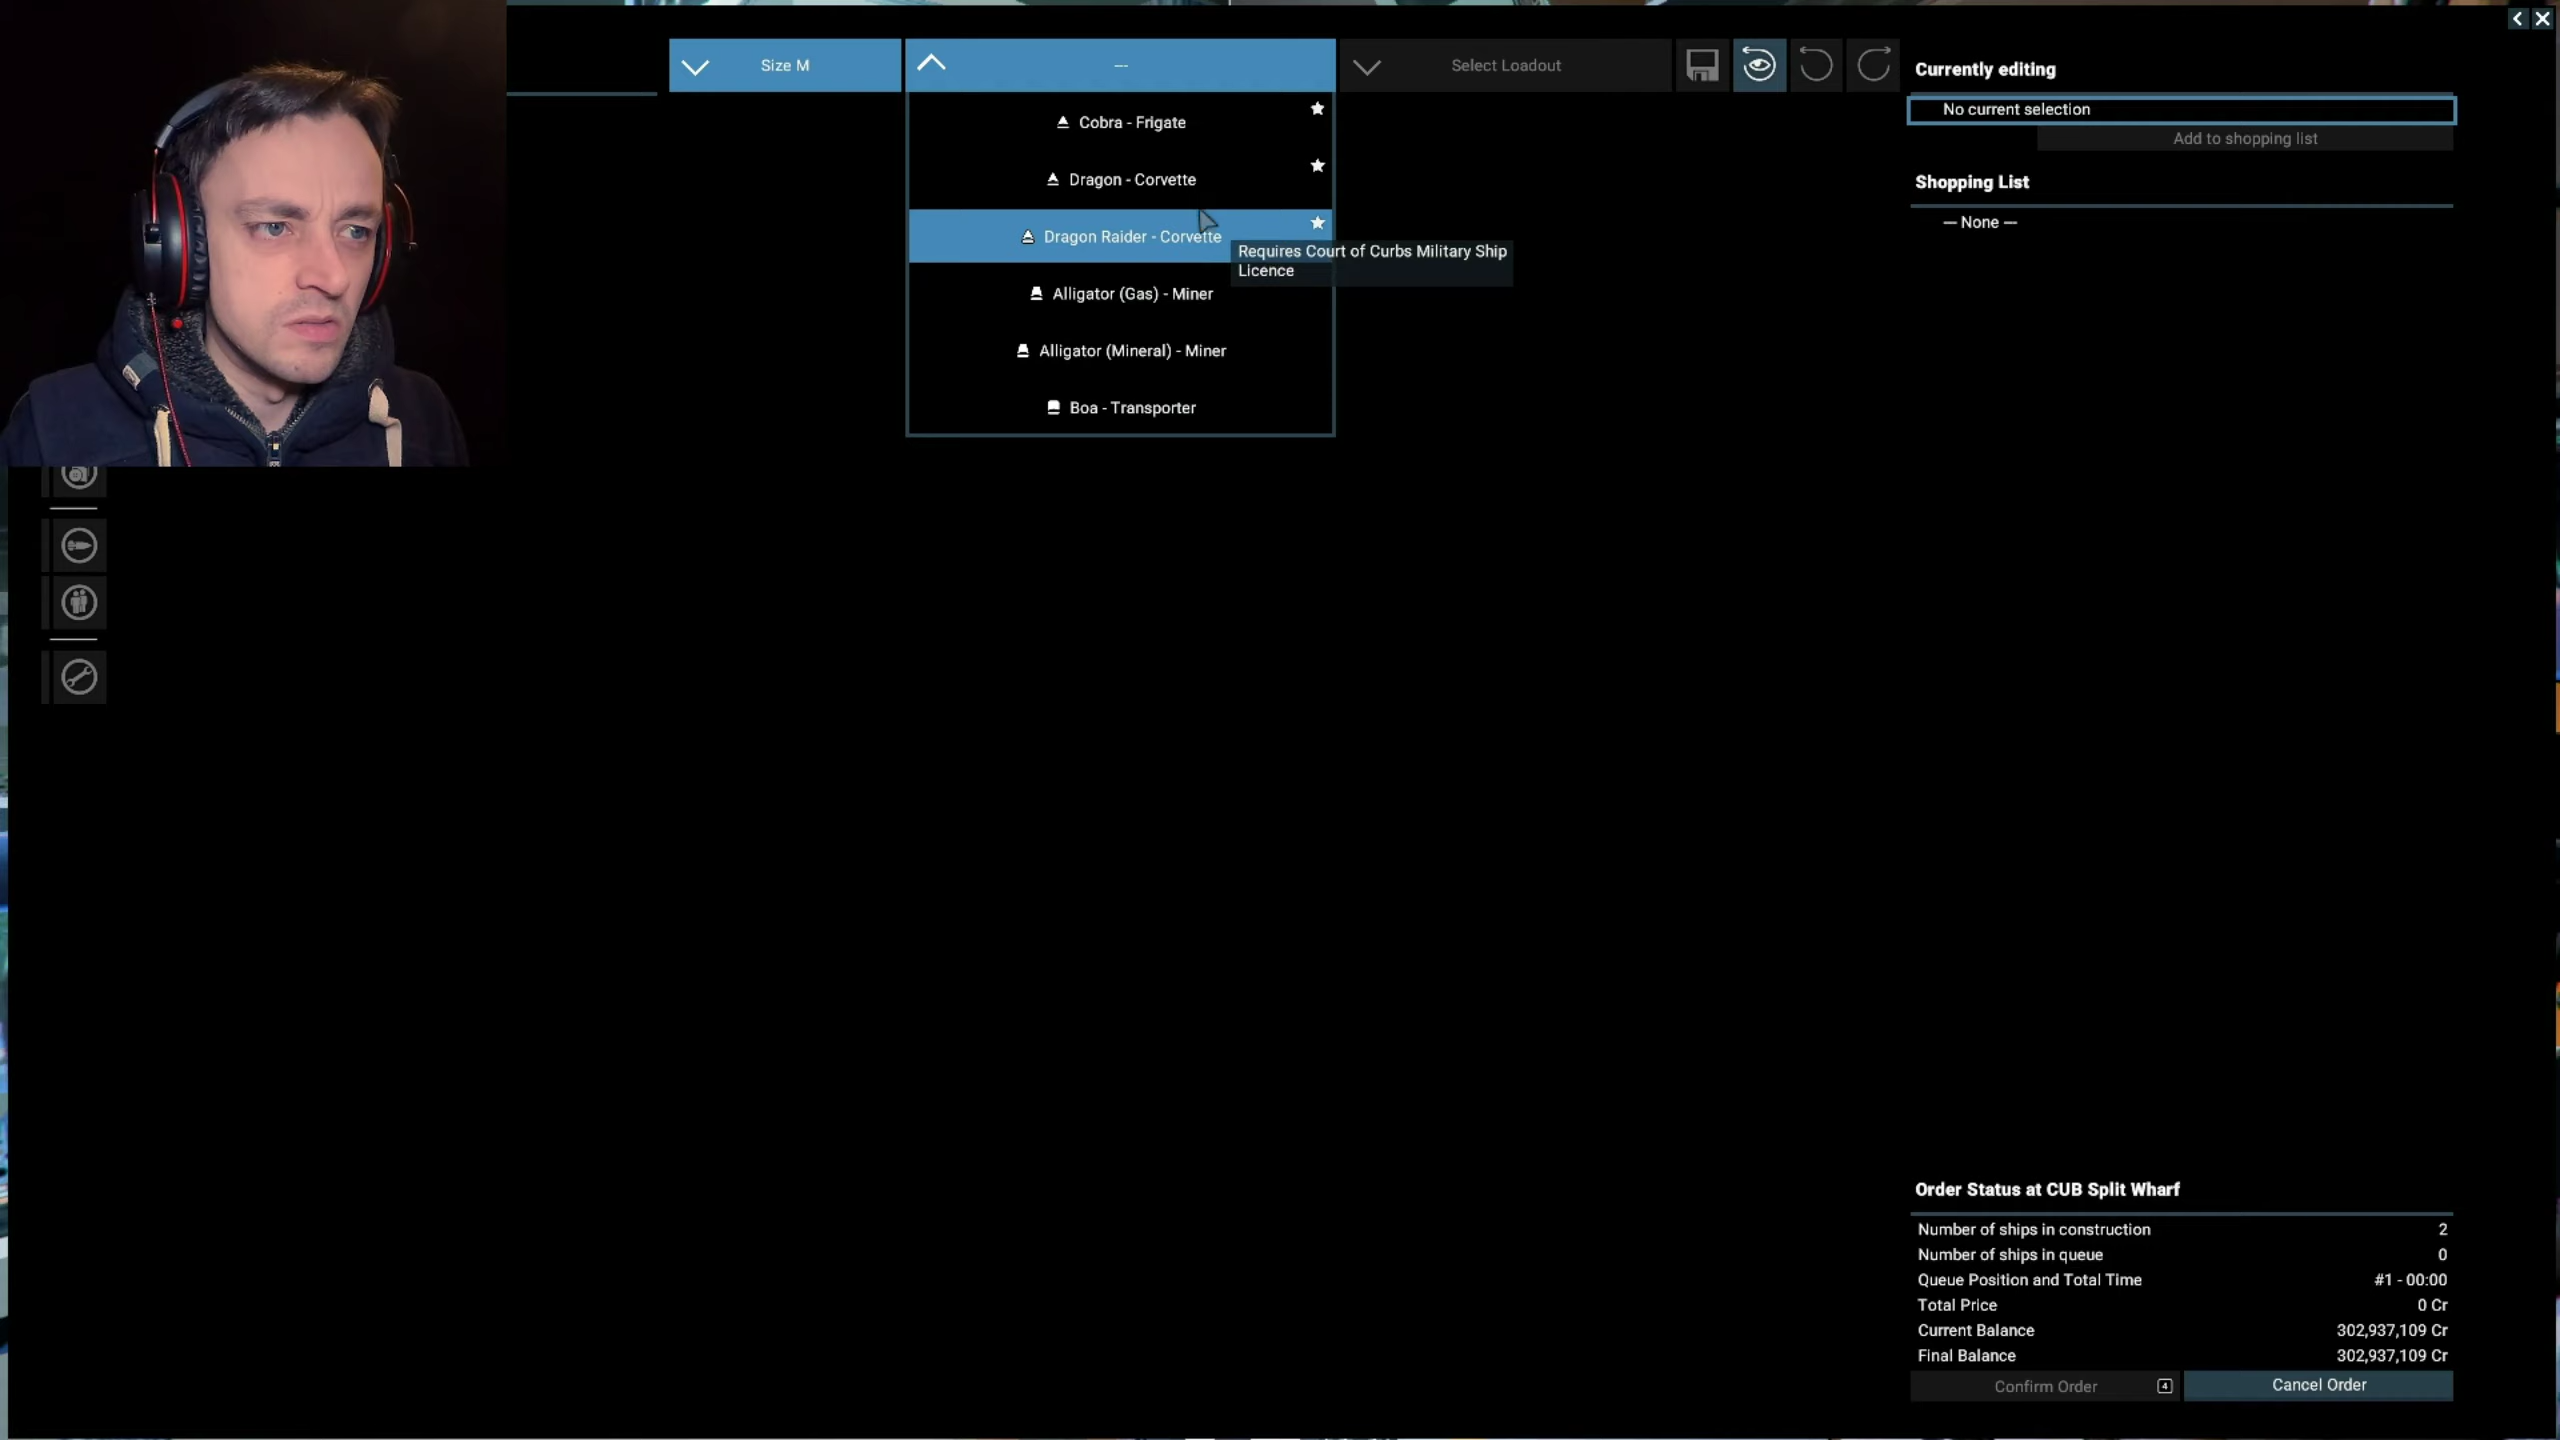 Size M
---
Select Loadout
Cobra - Frigate
Dragon - Corvette
Dragon Raider - Corvette
Requires Court of Curbs Military Ship
Licence
Alligator (Gas) - Miner
Alligator (Mineral) - Miner
Boa - Transporter
Currently editing
No current selection
Add to shopping list
Shopping List
--- None ---
Order Status at CUB Split Wharf
Number of ships in construction 2
Number of ships in queue 0
Queue Position and Total Time #1 - 00:00
Total Price 0 Cr
Current Balance 302,937,109 Cr
Final Balance 302,937,109 Cr
Confirm Order 4
Cancel Order